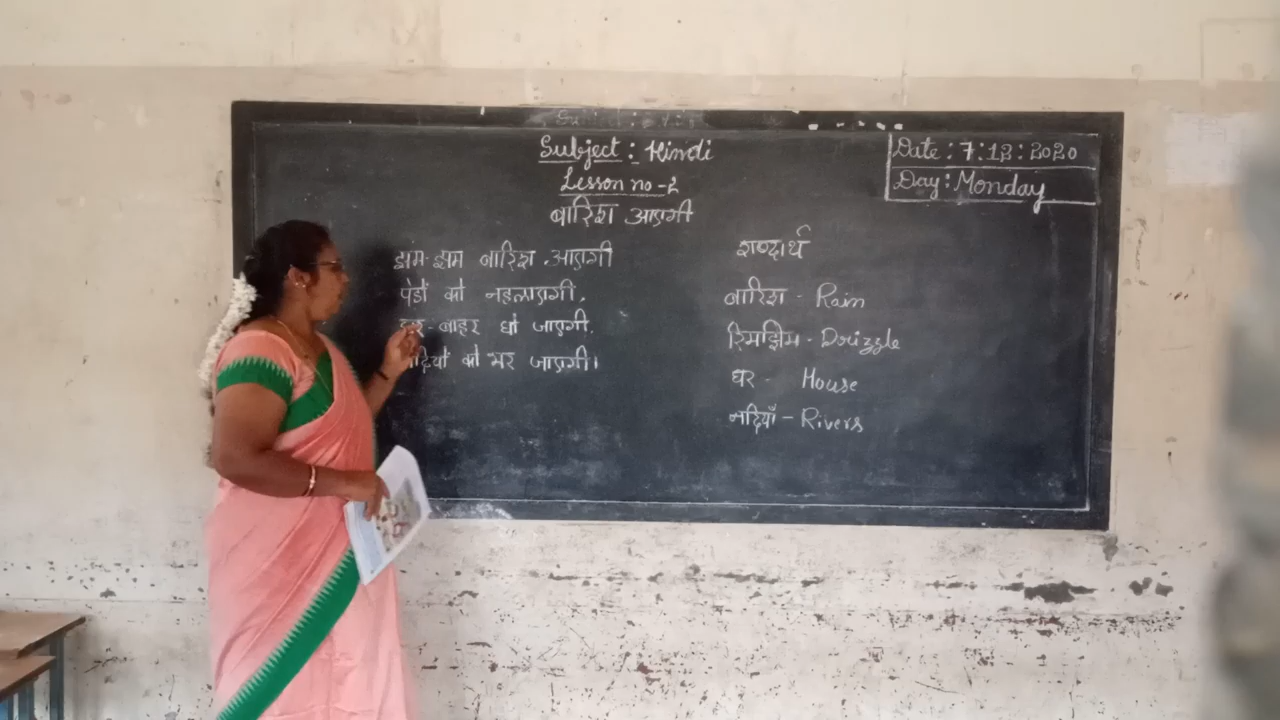 Subject : Hindi
Lesson no - 2
बारिश आएगी
Date : 7:12:2020
Day : Monday
झम-झम बारिश आएगी
पेडों को नहलाएगी,
बाहर धों जाएगी,
को भर जाएगी।
शब्दार्थ
बारिश - Rain
रिमझिम - Drizzle
घर - House
नदियाँ - Rivers